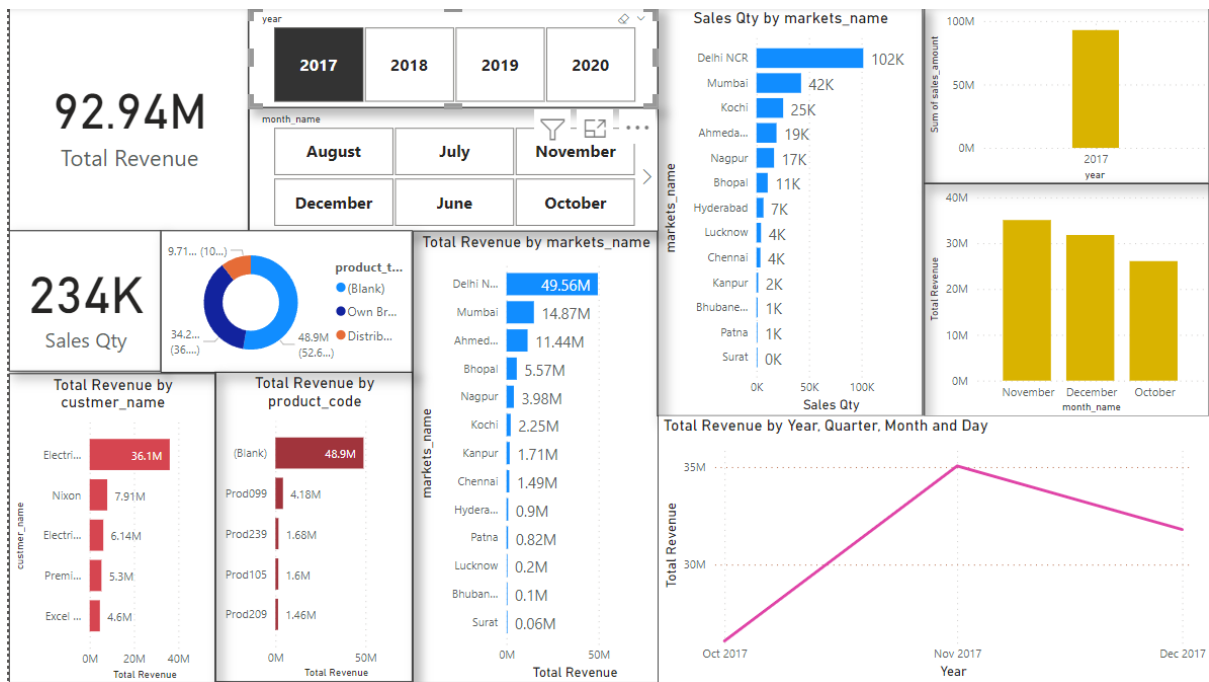 92.94M
Total Revenue
year
2017
2018
2019
2020
month_name
August
July
November
December
June
October
234K
Sales Qty
9.71... (10...)
34.2...
(36....)
48.9M
(52.6...)
product_t...
(Blank)
Own Br...
Distrib...
Total Revenue by
custmer_name
custmer_name
Electri...
36.1M
Nixon
7.91M
Electri...
6.14M
Premi...
5.3M
Excel ...
4.6M
0M
20M
40M
Total Revenue
Total Revenue by
product_code
(Blank)
48.9M
Prod099
4.18M
Prod239
1.68M
Prod105
1.6M
Prod209
1.46M
0M
50M
Total Revenue
Total Revenue by markets_name
markets_name
Delhi N...
49.56M
Mumbai
14.87M
Ahmed...
11.44M
Bhopal
5.57M
Nagpur
3.98M
Kochi
2.25M
Kanpur
1.71M
Chennai
1.49M
Hydera...
0.9M
Patna
0.82M
Lucknow
0.2M
Bhuban...
0.1M
Surat
0.06M
0M
50M
Total Revenue
Sales Qty by markets_name
markets_name
Delhi NCR
102K
Mumbai
42K
Kochi
25K
Ahmeda...
19K
Nagpur
17K
Bhopal
11K
Hyderabad
7K
Lucknow
4K
Chennai
4K
Kanpur
2K
Bhubane...
1K
Patna
1K
Surat
0K
0K
50K
100K
Sales Qty
Sum of sales_amount
100M
50M
0M
2017
year
Total Revenue
40M
30M
20M
10M
0M
November
December
October
month_name
Total Revenue by Year, Quarter, Month and Day
Total Revenue
35M
30M
Oct 2017
Nov 2017
Dec 2017
Year